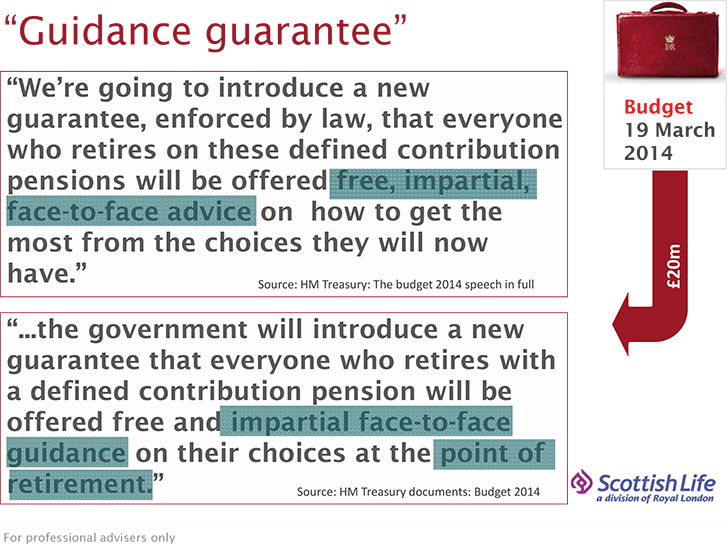 “Guidance guarantee”
“We’re going to introduce a new
guarantee, enforced by law, that everyone
who retires on these defined contribution
pensions will be offered free, impartial,
face-to-face advice on how to get the
most from the choices they will now
have.”
Source: HM Treasury: The budget 2014 speech in full
“...the government will introduce a new
guarantee that everyone who retires with
a defined contribution pension will be
offered free and impartial face-to-face
guidance on their choices at the point of
retirement.”
Source: HM Treasury documents: Budget 2014
E R
Budget
19 March
2014
£20m
Scottish Life
a division of Royal London
For professional advisers only